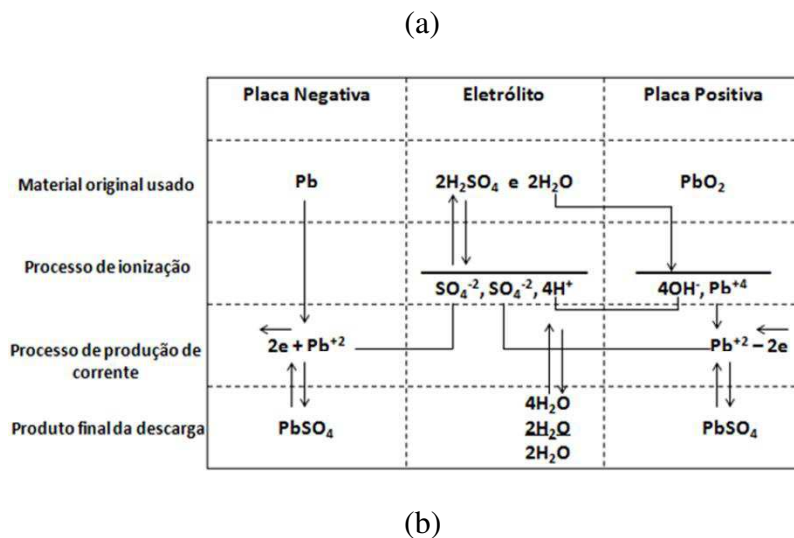 (a)
Placa Negativa Eletrólito Placa Positiva
Material original usado Pb 2H₂SO₄ e 2H₂O PbO₂
Processo de ionização SO₄⁻², SO₄⁻², 4H⁺ 4OH⁻, Pb⁺⁴
Processo de produção de corrente 2e + Pb⁺² Pb⁺² – 2e
Produto final da descarga PbSO₄ 4H₂O PbSO₄
2H₂O
2H₂O
(b)